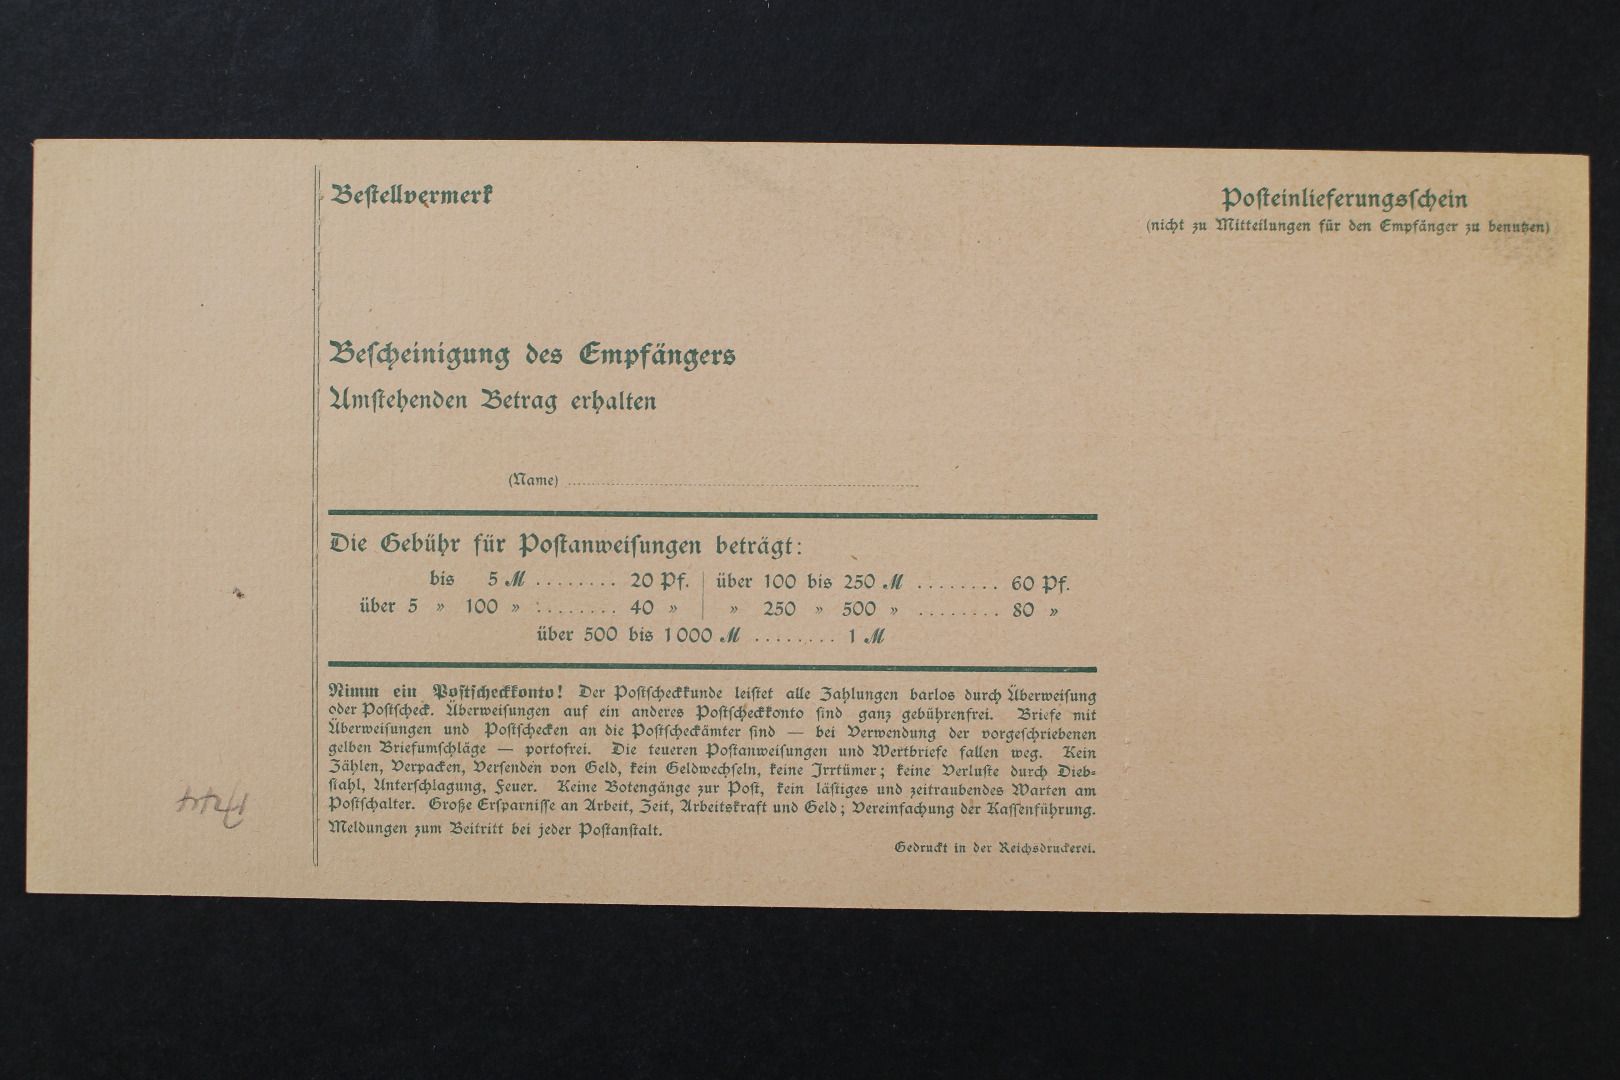 Bestellvermerk
Posteinlieferungsschein
(nicht zu Mitteilungen für den Empfänger zu benutzen)
Bescheinigung des Empfängers
Umstehenden Betrag erhalten
(Name)
Die Gebühr für Postanweisungen beträgt:
bis 5 ℳ ........ 20 Pf. | über 100 bis 250 ℳ ........ 60 Pf.
über 5 » 100 » ........ 40 » | » 250 » 500 » ........ 80 »
über 500 bis 1000 ℳ ........ 1 ℳ
Nimm ein Postscheckkonto! Der Postscheckkunde leistet alle Zahlungen barlos durch Überweisung
oder Postscheck. Überweisungen auf ein anderes Postscheckkonto sind ganz gebührenfrei. Briefe mit
Überweisungen und Postschecken an die Postscheckämter sind — bei Verwendung der vorgeschriebenen
gelben Briefumschläge — portofrei. Die teueren Postanweisungen und Wertbriefe fallen weg. Kein
Zählen, Verpacken, Versenden von Geld, kein Geldwechseln, keine Irrtümer; keine Verluste durch Dieb-
stahl, Unterschlagung, Feuer. Keine Botengänge zur Post, kein lästiges und zeitraubendes Warten am
Postschalter. Große Ersparnisse an Arbeit, Zeit, Arbeitskraft und Geld; Vereinfachung der Kassenführung.
Meldungen zum Beitritt bei jeder Postanstalt.
Gedruckt in der Reichsdruckerei.